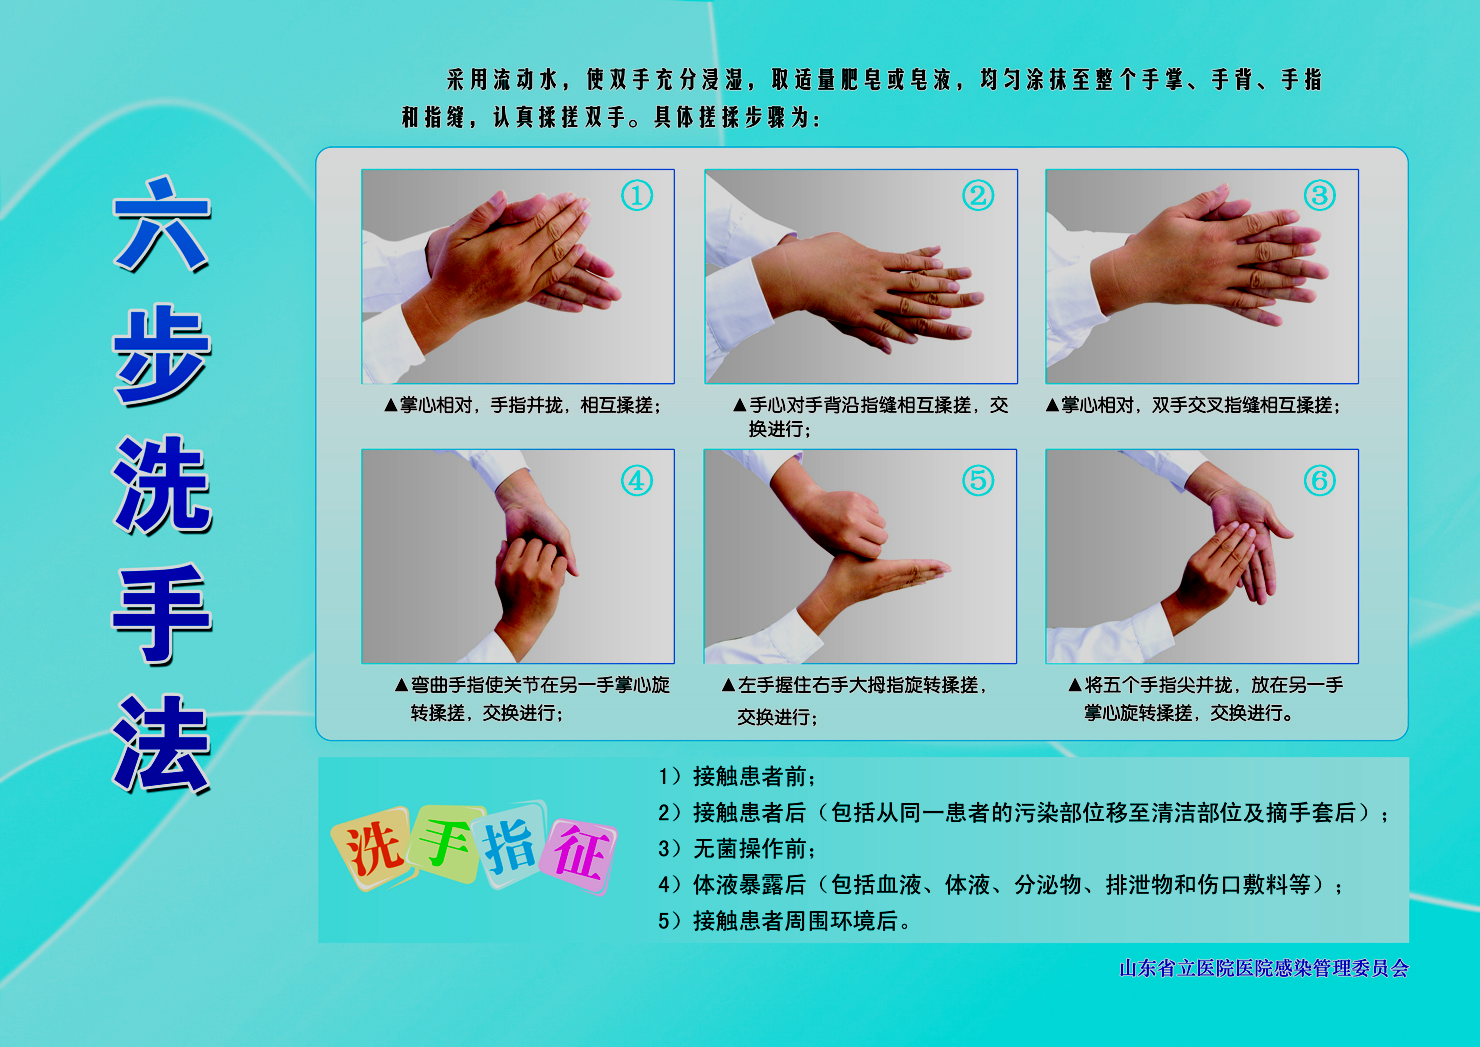 六步洗手法
采用流动水，使双手充分浸湿，取适量肥皂或皂液，均匀涂抹至整个手掌、手背、手指
和指缝，认真揉搓双手。具体搓揉步骤为：
①
②
③
▲掌心相对，手指并拢，相互揉搓；
▲手心对手背沿指缝相互揉搓，交
换进行；
▲掌心相对，双手交叉指缝相互揉搓；
④
⑤
⑥
▲弯曲手指使关节在另一手掌心旋
转揉搓，交换进行；
▲左手握住右手大拇指旋转揉搓，
交换进行；
▲将五个手指尖并拢，放在另一手
掌心旋转揉搓，交换进行。
洗手指征
1）接触患者前；
2）接触患者后（包括从同一患者的污染部位移至清洁部位及摘手套后）；
3）无菌操作前；
4）体液暴露后（包括血液、体液、分泌物、排泄物和伤口敷料等）；
5）接触患者周围环境后。
山东省立医院医院感染管理委员会